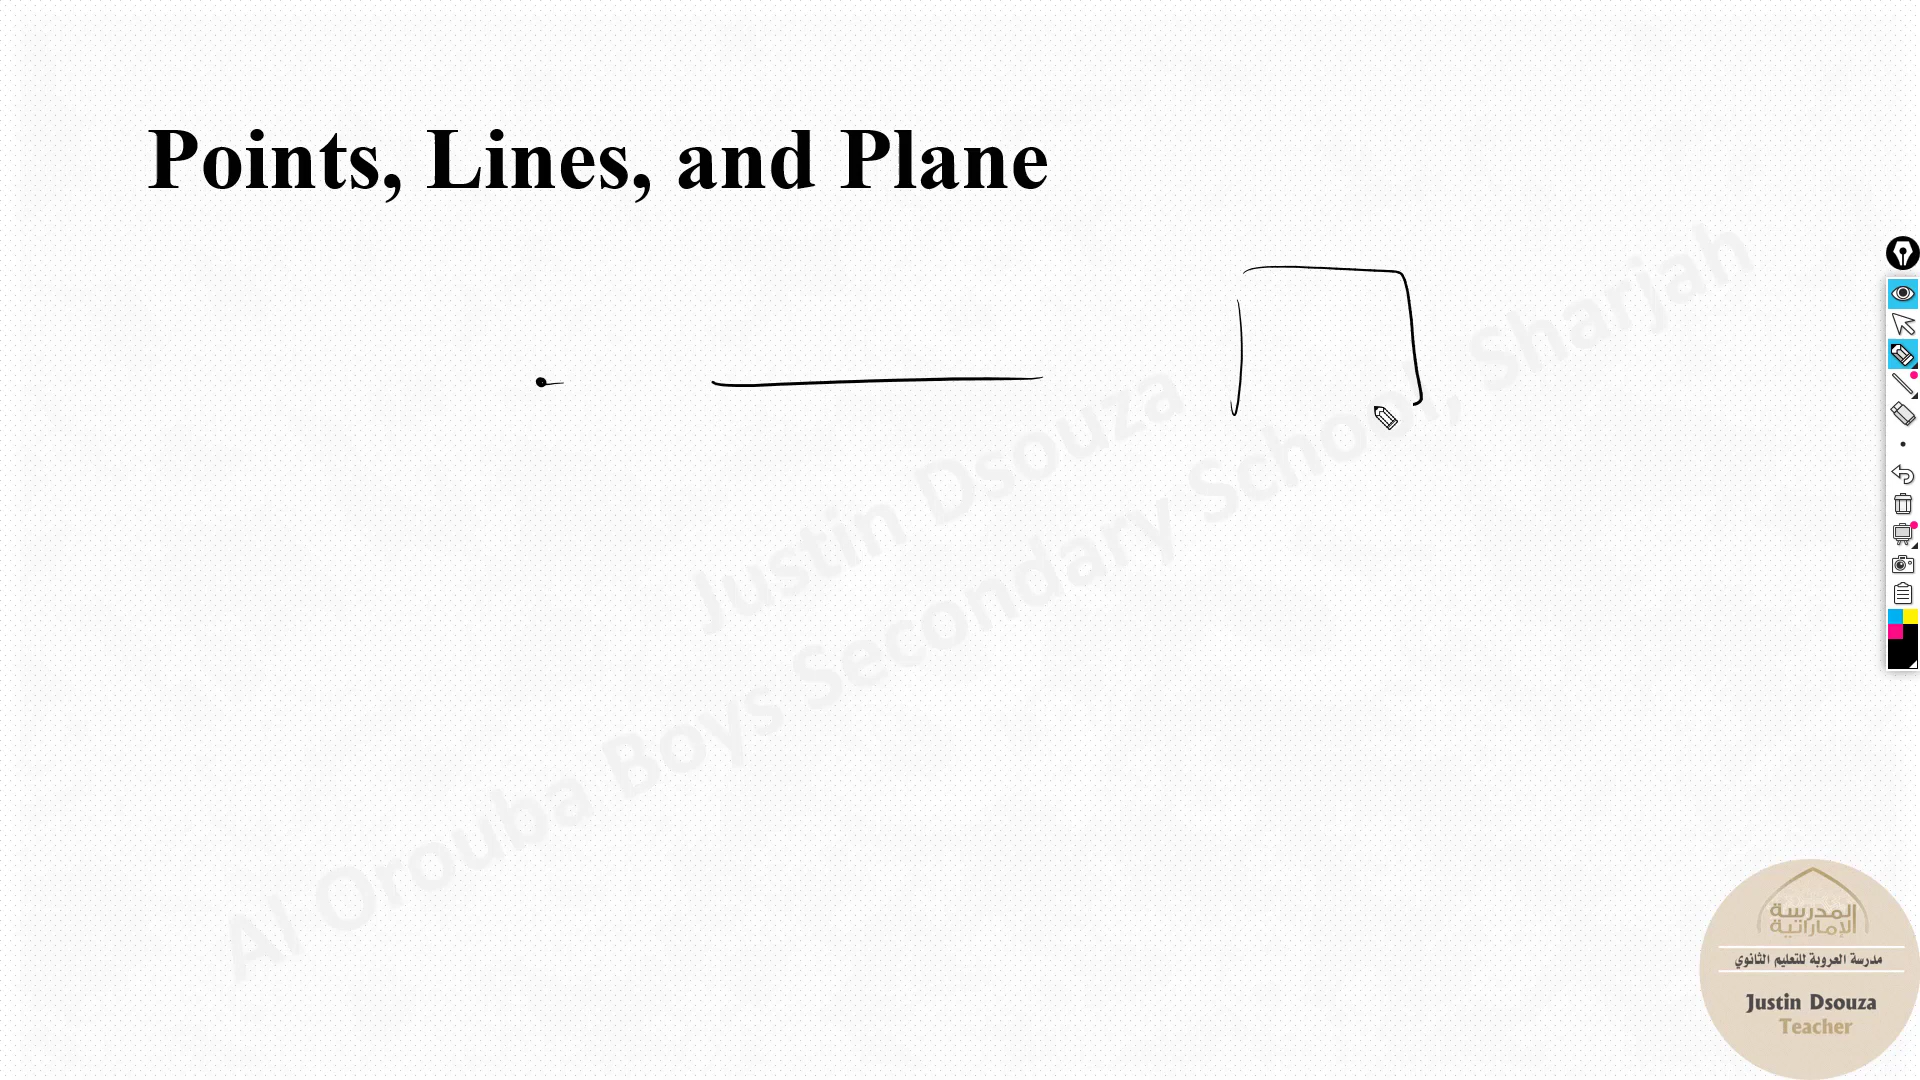 Points, Lines, and Plane
Justin Dsouza
Al Orouba Boys Secondary School, Sharjah
المدرسة
الإماراتية
مدرسة العروبة للتعليم الثانوي
Justin Dsouza
Teacher